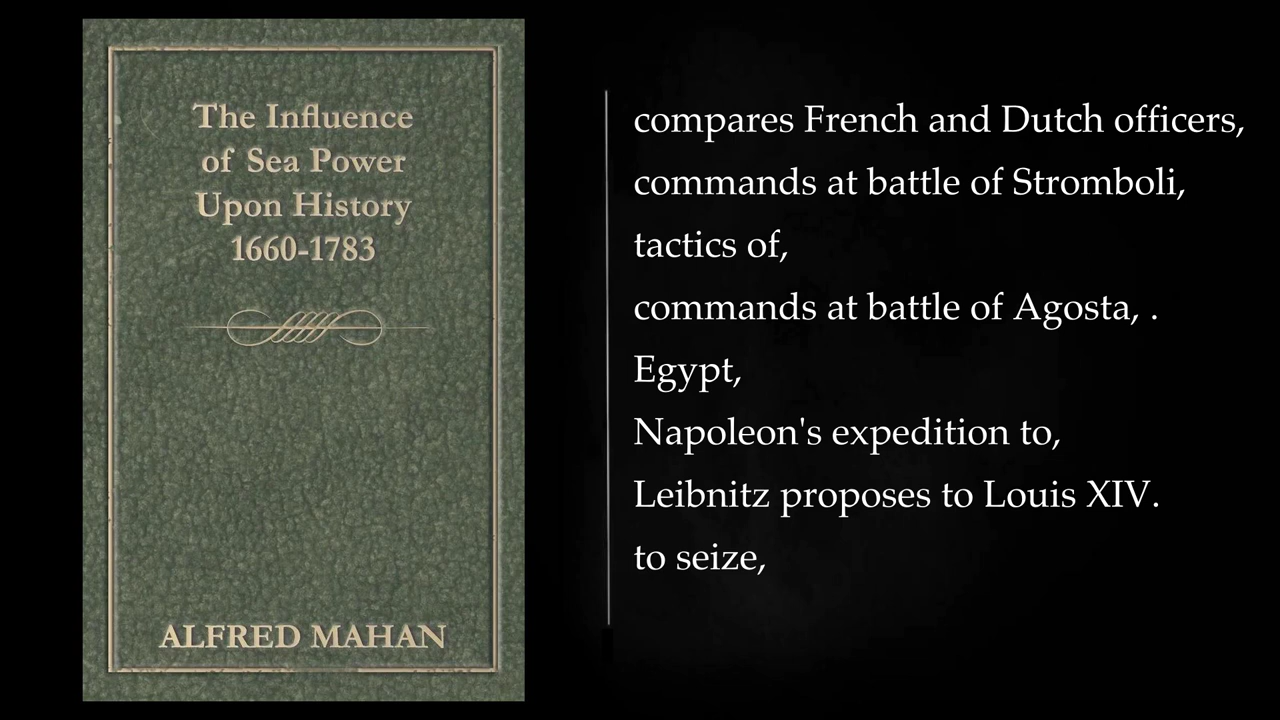 The Influence
of Sea Power
Upon History
1660-1783
ALFRED MAHAN
compares French and Dutch officers,
commands at battle of Stromboli,
tactics of,
commands at battle of Agosta, .
Egypt,
Napoleon's expedition to,
Leibnitz proposes to Louis XIV.
to seize,